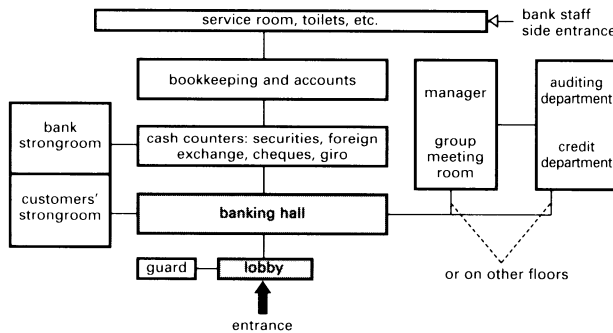 service room, toilets, etc.
bank staff
side entrance
bookkeeping and accounts
manager
group
meeting
room
auditing
department
credit
department
bank
strongroom
cash counters: securities, foreign
exchange, cheques, giro
customers'
strongroom
banking hall
or on other floors
guard
lobby
entrance